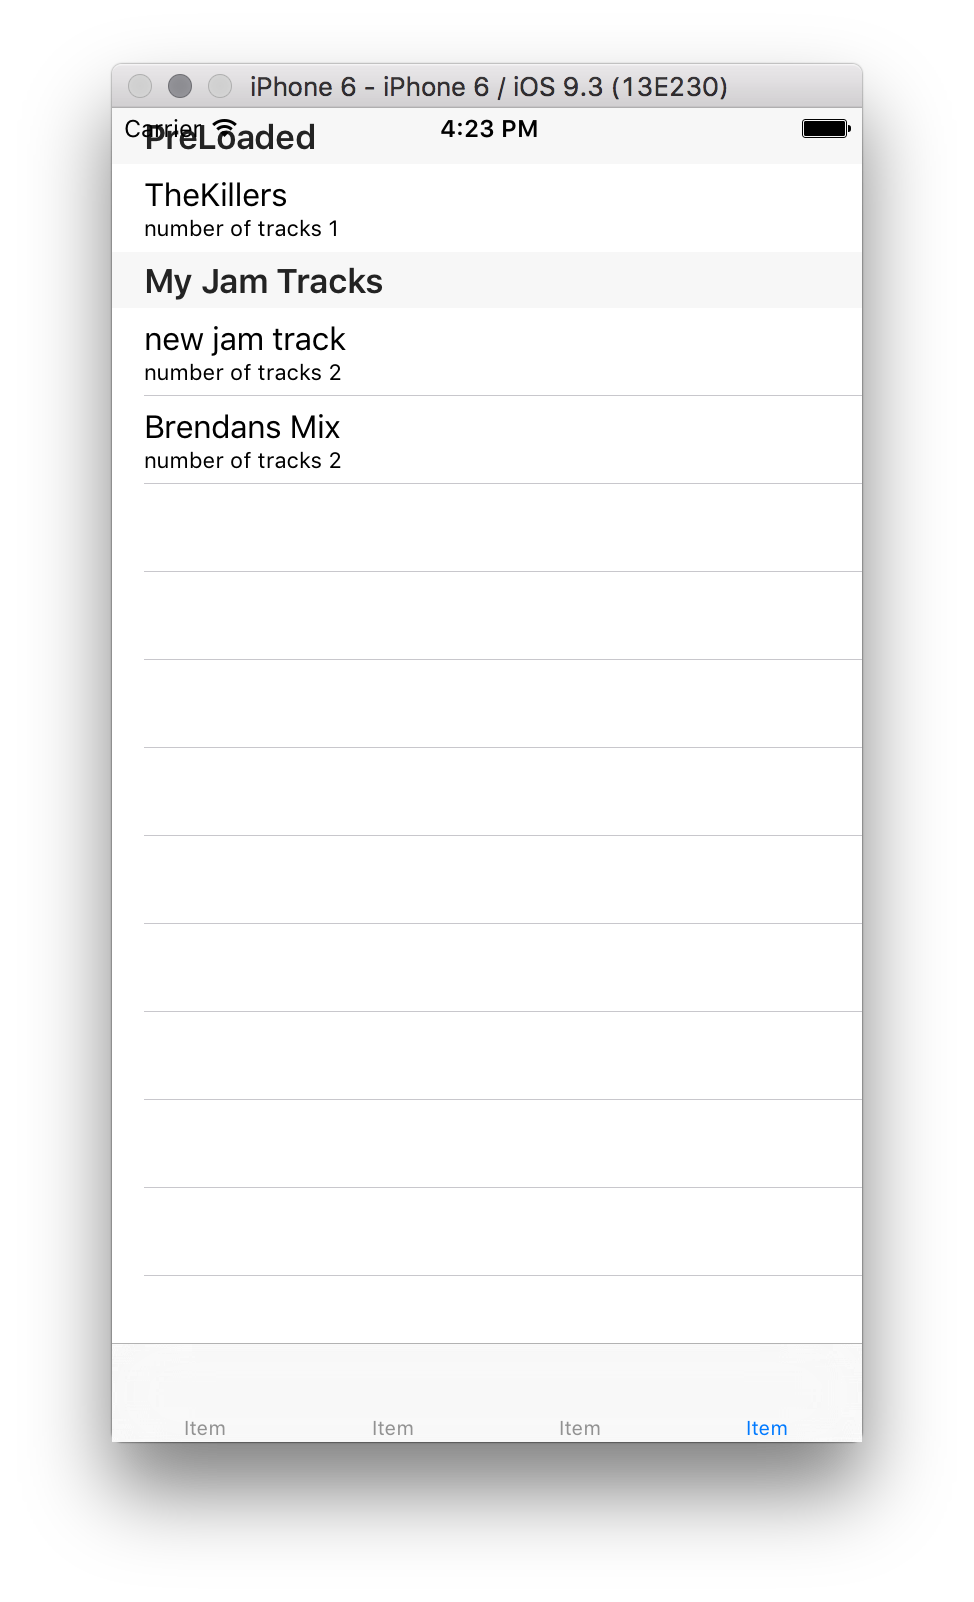 iPhone 6 - iPhone 6 / iOS 9.3 (13E230)
Carrier 4:23 PM
PreLoaded
TheKillers
number of tracks 1
My Jam Tracks
new jam track
number of tracks 2
Brendans Mix
number of tracks 2
Item Item Item Item